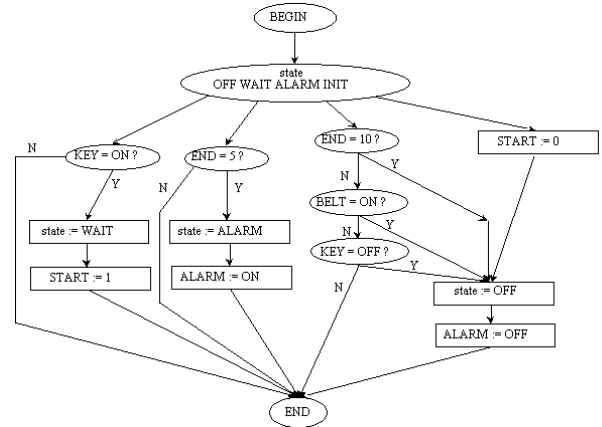 BEGIN
state
OFF WAIT ALARM INIT
KEY = ON ?
END = 5 ?
END = 10 ?
START := 0
N
Y
N
Y
N
Y
BELT = ON ?
Y
N
KEY = OFF ?
Y
N
state := WAIT
START := 1
state := ALARM
ALARM := ON
state := OFF
ALARM := OFF
END